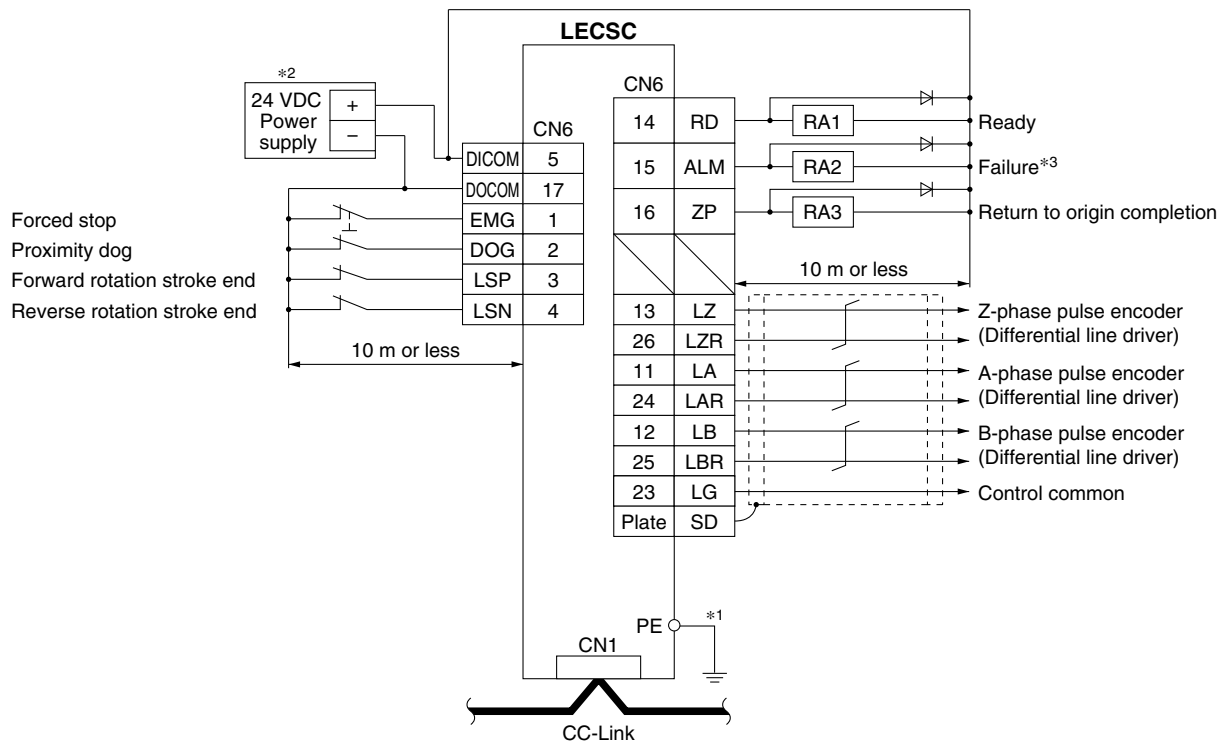 LECSC
*2
24 VDC
Power
supply
+
−
CN6
DICOM 5
DOCOM 17
EMG 1
DOG 2
LSP 3
LSN 4
Forced stop
Proximity dog
Forward rotation stroke end
Reverse rotation stroke end
10 m or less
CN6
14 RD RA1 Ready
15 ALM RA2 Failure*3
16 ZP RA3 Return to origin completion
10 m or less
13 LZ Z-phase pulse encoder
26 LZR (Differential line driver)
11 LA A-phase pulse encoder
24 LAR (Differential line driver)
12 LB B-phase pulse encoder
25 LBR (Differential line driver)
23 LG Control common
Plate SD
PE *1
CN1
CC-Link